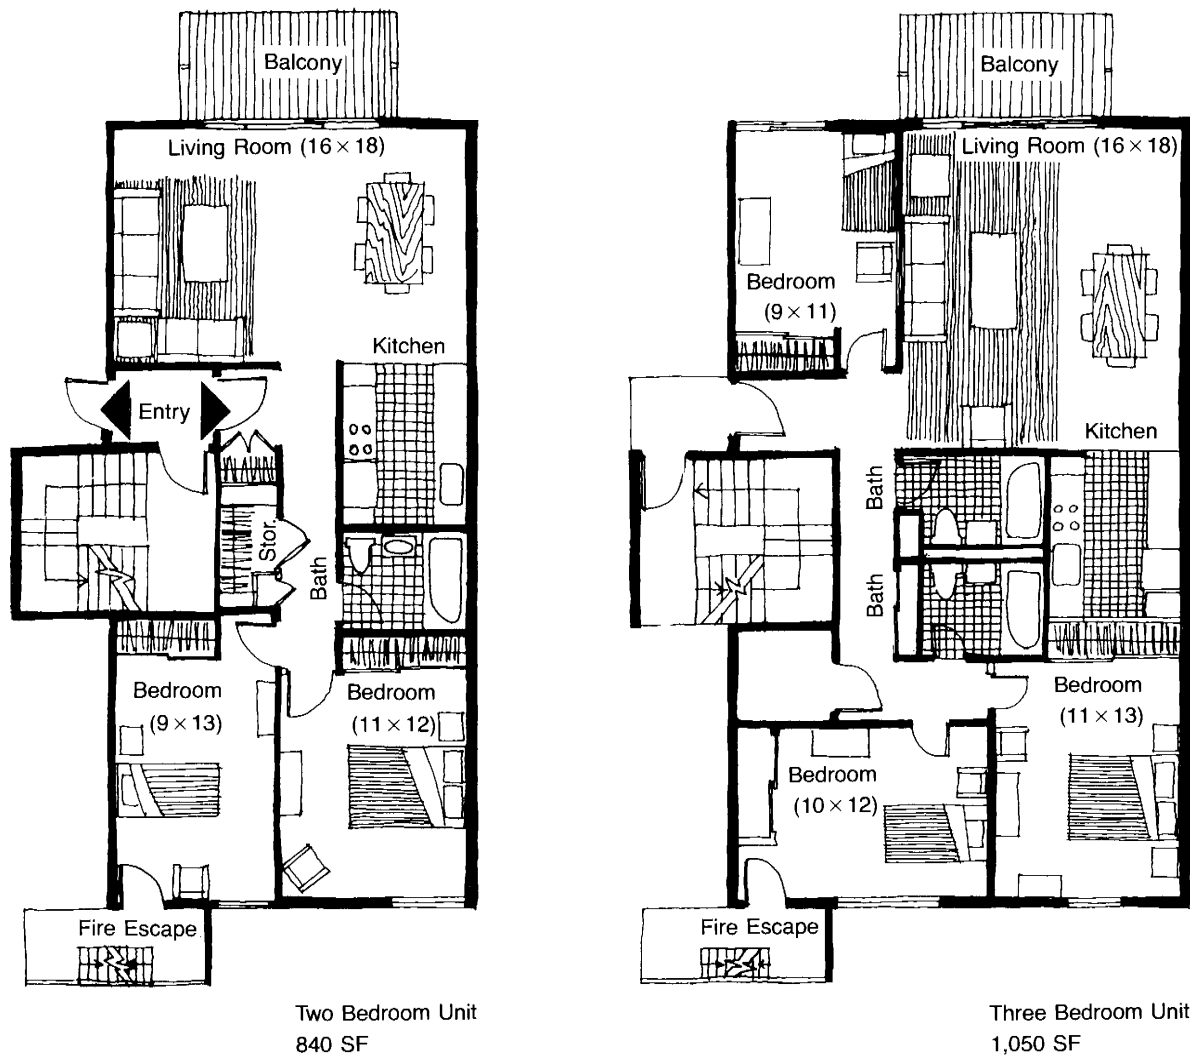 Balcony
Living Room (16 × 18)
Kitchen
Entry
Stor.
Bath
Bedroom
(9 × 13)
Bedroom
(11 × 12)
Fire Escape
Two Bedroom Unit
840 SF
Balcony
Living Room (16 × 18)
Bedroom
(9 × 11)
Kitchen
Bath
Bath
Bedroom
(11 × 13)
Bedroom
(10 × 12)
Fire Escape
Three Bedroom Unit
1,050 SF